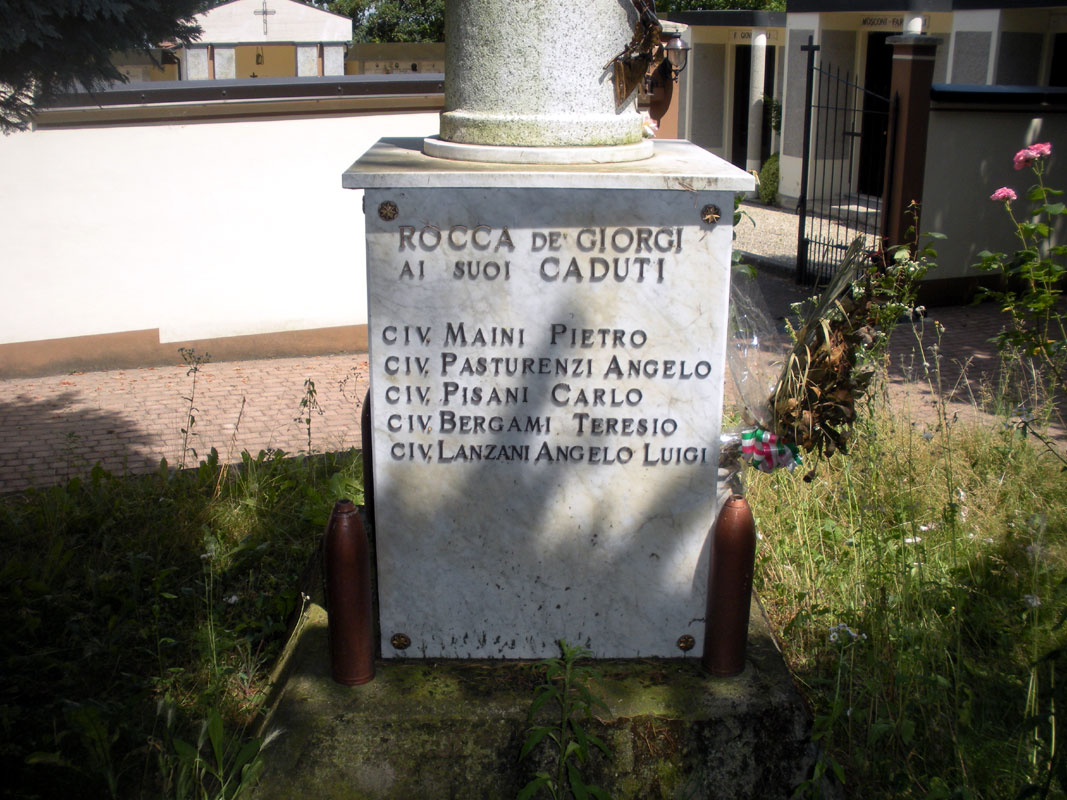 ROCCA DE' GIORGI
AI SUOI CADUTI
CIV. MAINI PIETRO
CIV. PASTURENZI ANGELO
CIV. PISANI CARLO
CIV. BERGAMI TERESIO
CIV. LANZANI ANGELO LUIGI